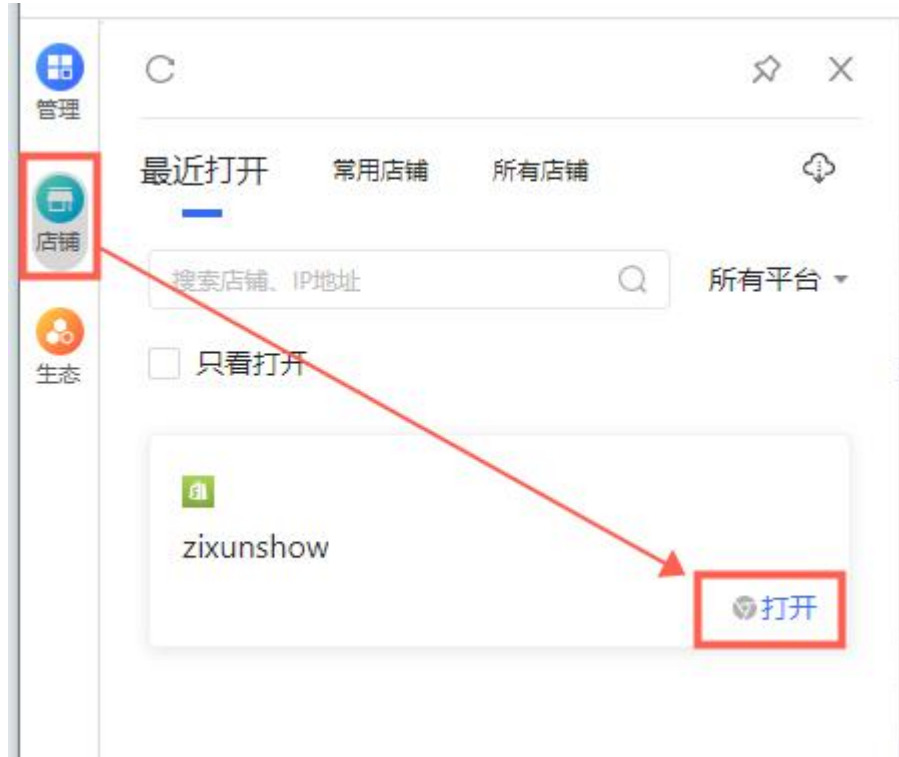 管理
最近打开 常用店铺 所有店铺
店铺
搜索店铺、IP地址 所有平台
只看打开
生态
zixunshow
打开